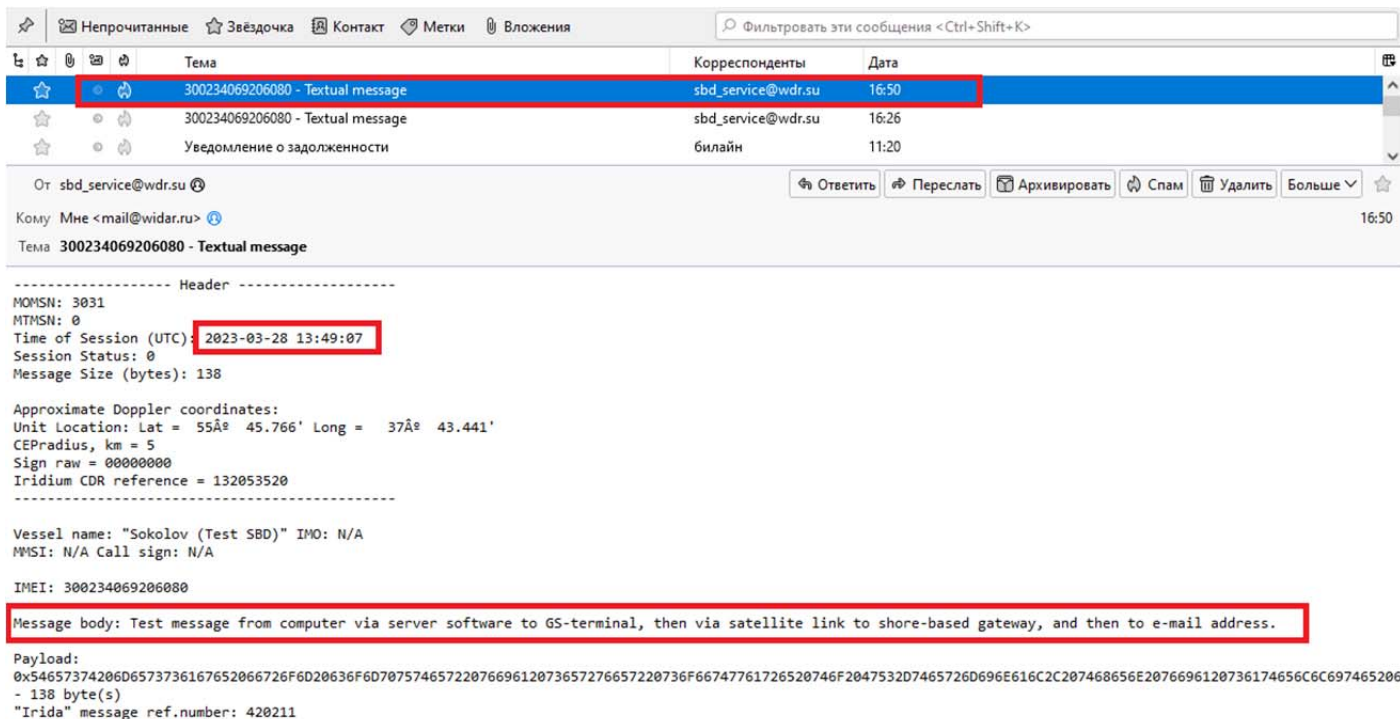 Непрочитанные Звёздочка Контакт Метки Вложения Фильтровать эти сообщения <Ctrl+Shift+K>
Тема Корреспонденты Дата
300234069206080 - Textual message sbd_service@wdr.su 16:50
300234069206080 - Textual message sbd_service@wdr.su 16:26
Уведомление о задолженности билайн 11:20
От sbd_service@wdr.su Ответить Переслать Архивировать Спам Удалить Больше
Кому Мне <mail@widar.ru> 16:50
Тема 300234069206080 - Textual message
------------------- Header -------------------
MOMSN: 3031
MTMSN: 0
Time of Session (UTC): 2023-03-28 13:49:07
Session Status: 0
Message Size (bytes): 138
Approximate Doppler coordinates:
Unit Location: Lat = 55Âº 45.766' Long = 37Âº 43.441'
CEPradius, km = 5
Sign raw = 00000000
Iridium CDR reference = 132053520
----------------------------------------------
Vessel name: "Sokolov (Test SBD)" IMO: N/A
MMSI: N/A Call sign: N/A
IMEI: 300234069206080
Message body: Test message from computer via server software to GS-terminal, then via satellite link to shore-based gateway, and then to e-mail address.
Payload:
0x54657374206D6573736167652066726F6D20636F6D7075746572207669612073657276657220736F66747761726520746F2047532D7465726D696E616C2C207468656E2076696120736174656C6C697465206
- 138 byte(s)
"Irida" message ref.number: 420211